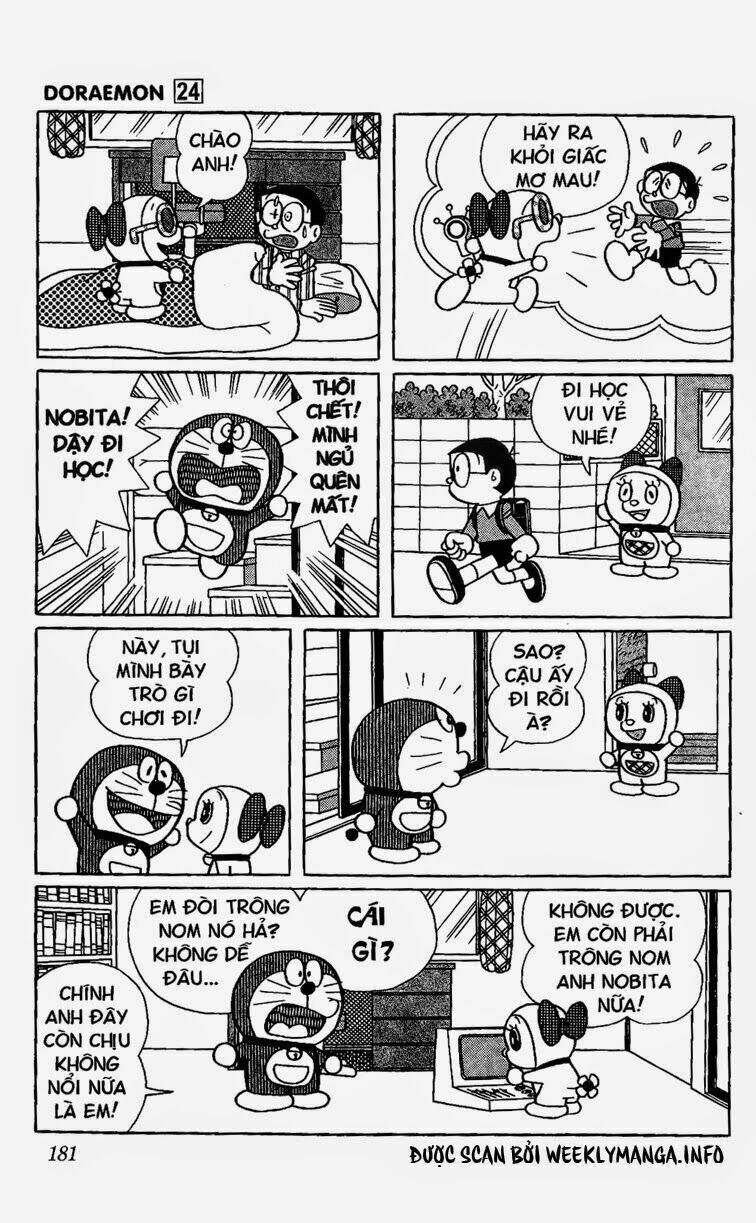 DORAEMON 24
HÃY RA
KHỎI GIẤC
MƠ MAU!
CHÀO
ANH!
ĐI HỌC
VUI VẺ
NHÉ!
THÔI
CHẾT!
MÌNH
NGỦ
QUÊN
MẤT!
NOBITA!
DẬY ĐI
HỌC!
SAO?
CẬU ẤY
ĐI RỒI
À?
NÀY, TỤI
MÌNH BÀY
TRÒ GÌ
CHƠI ĐI!
KHÔNG ĐƯỢC.
EM CÒN PHẢI
TRÔNG NOM
ANH NOBITA
NỮA!
CÁI
GÌ?
EM ĐÒI TRÔNG
NOM NÓ HẢ?
KHÔNG DỄ
ĐÂU...
CHÍNH
ANH ĐÂY
CÒN CHỊU
KHÔNG
NỔI NỮA
LÀ EM!
181
ĐƯỢC SCAN BỞI WEEKLYMANGA.INFO